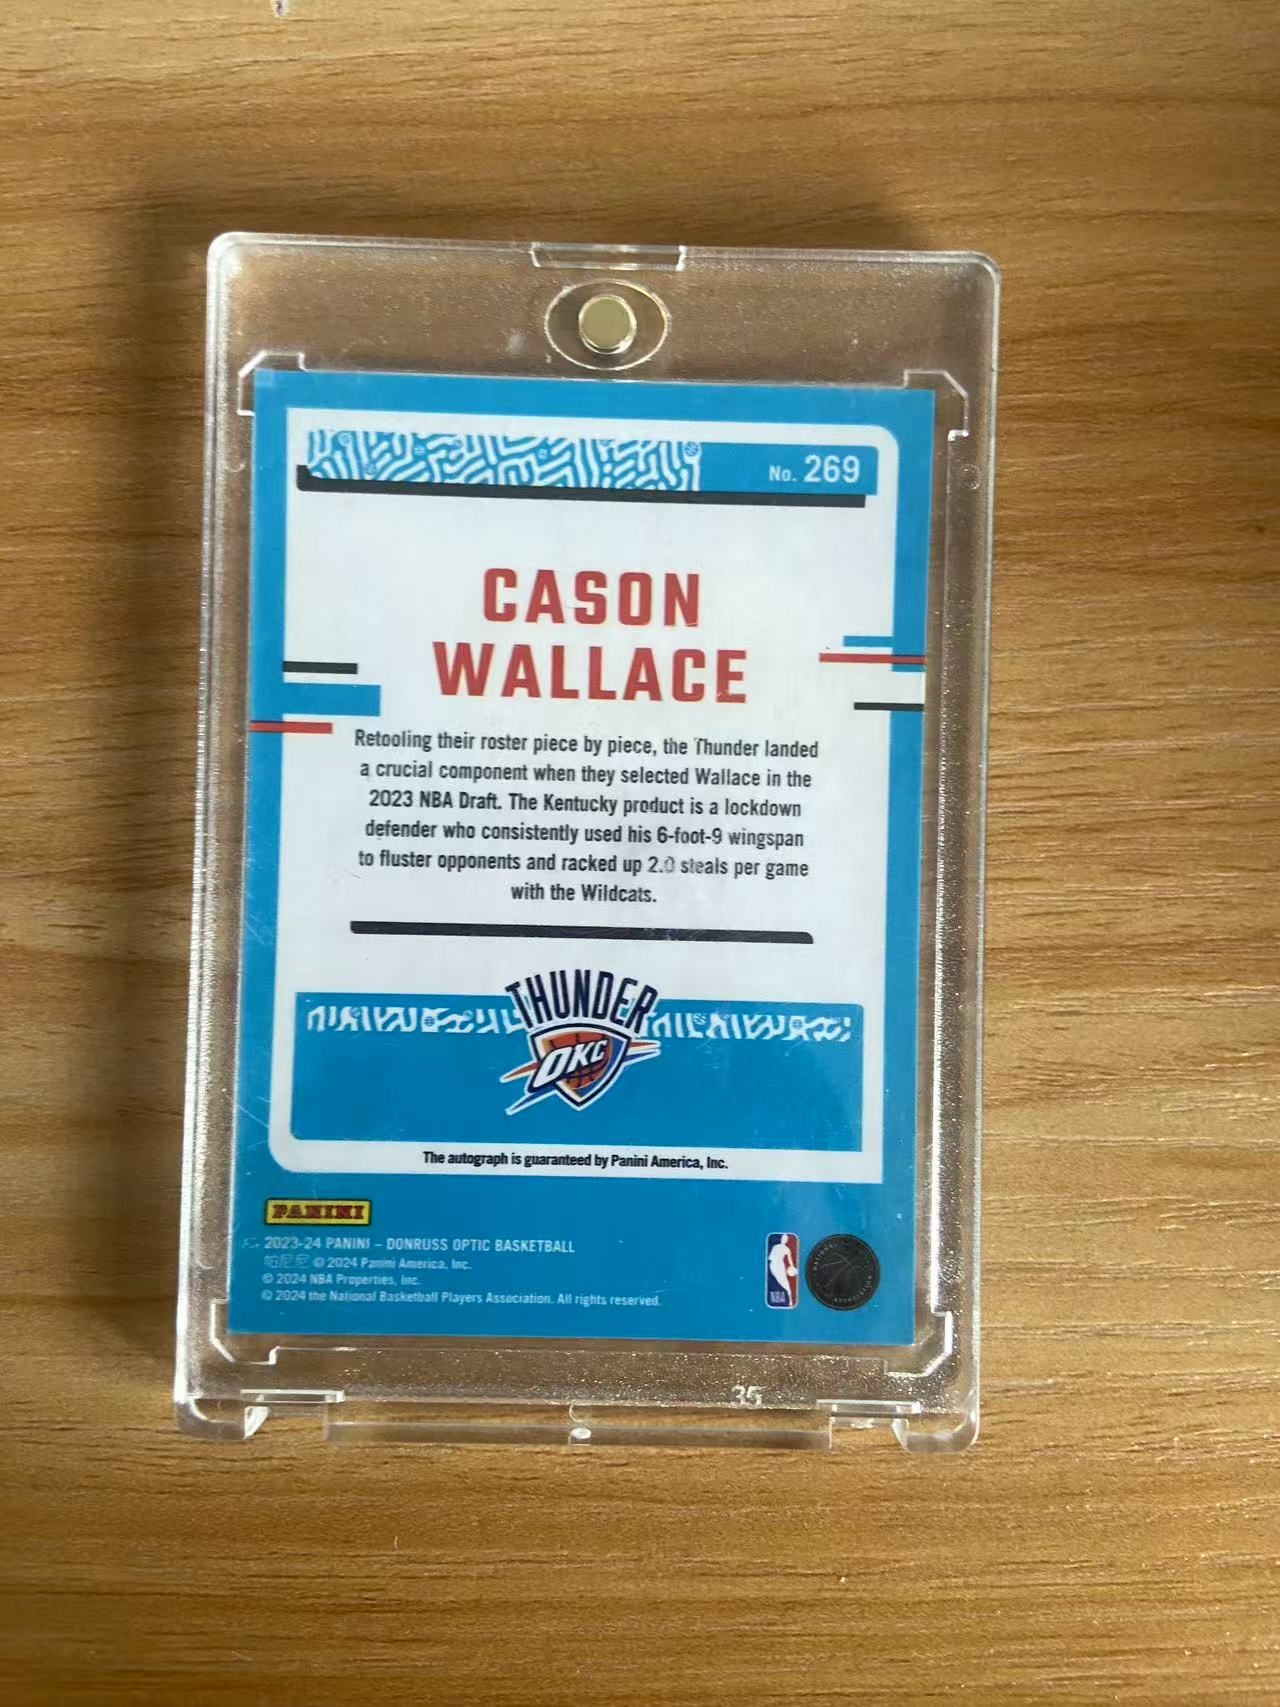 No. 269
CASON
WALLACE
Retooling their roster piece by piece, the Thunder landed
a crucial component when they selected Wallace in the
2023 NBA Draft. The Kentucky product is a lockdown
defender who consistently used his 6-foot-9 wingspan
to fluster opponents and racked up 2.0 steals per game
with the Wildcats.
THUNDER
OKC
The autograph is guaranteed by Panini America, Inc.
PANINI
2023-24 PANINI – DONRUSS OPTIC BASKETBALL
帕尼尼 © 2024 Panini America, Inc.
© 2024 NBA Properties, Inc.
© 2024 the National Basketball Players Association. All rights reserved.
NBA
35